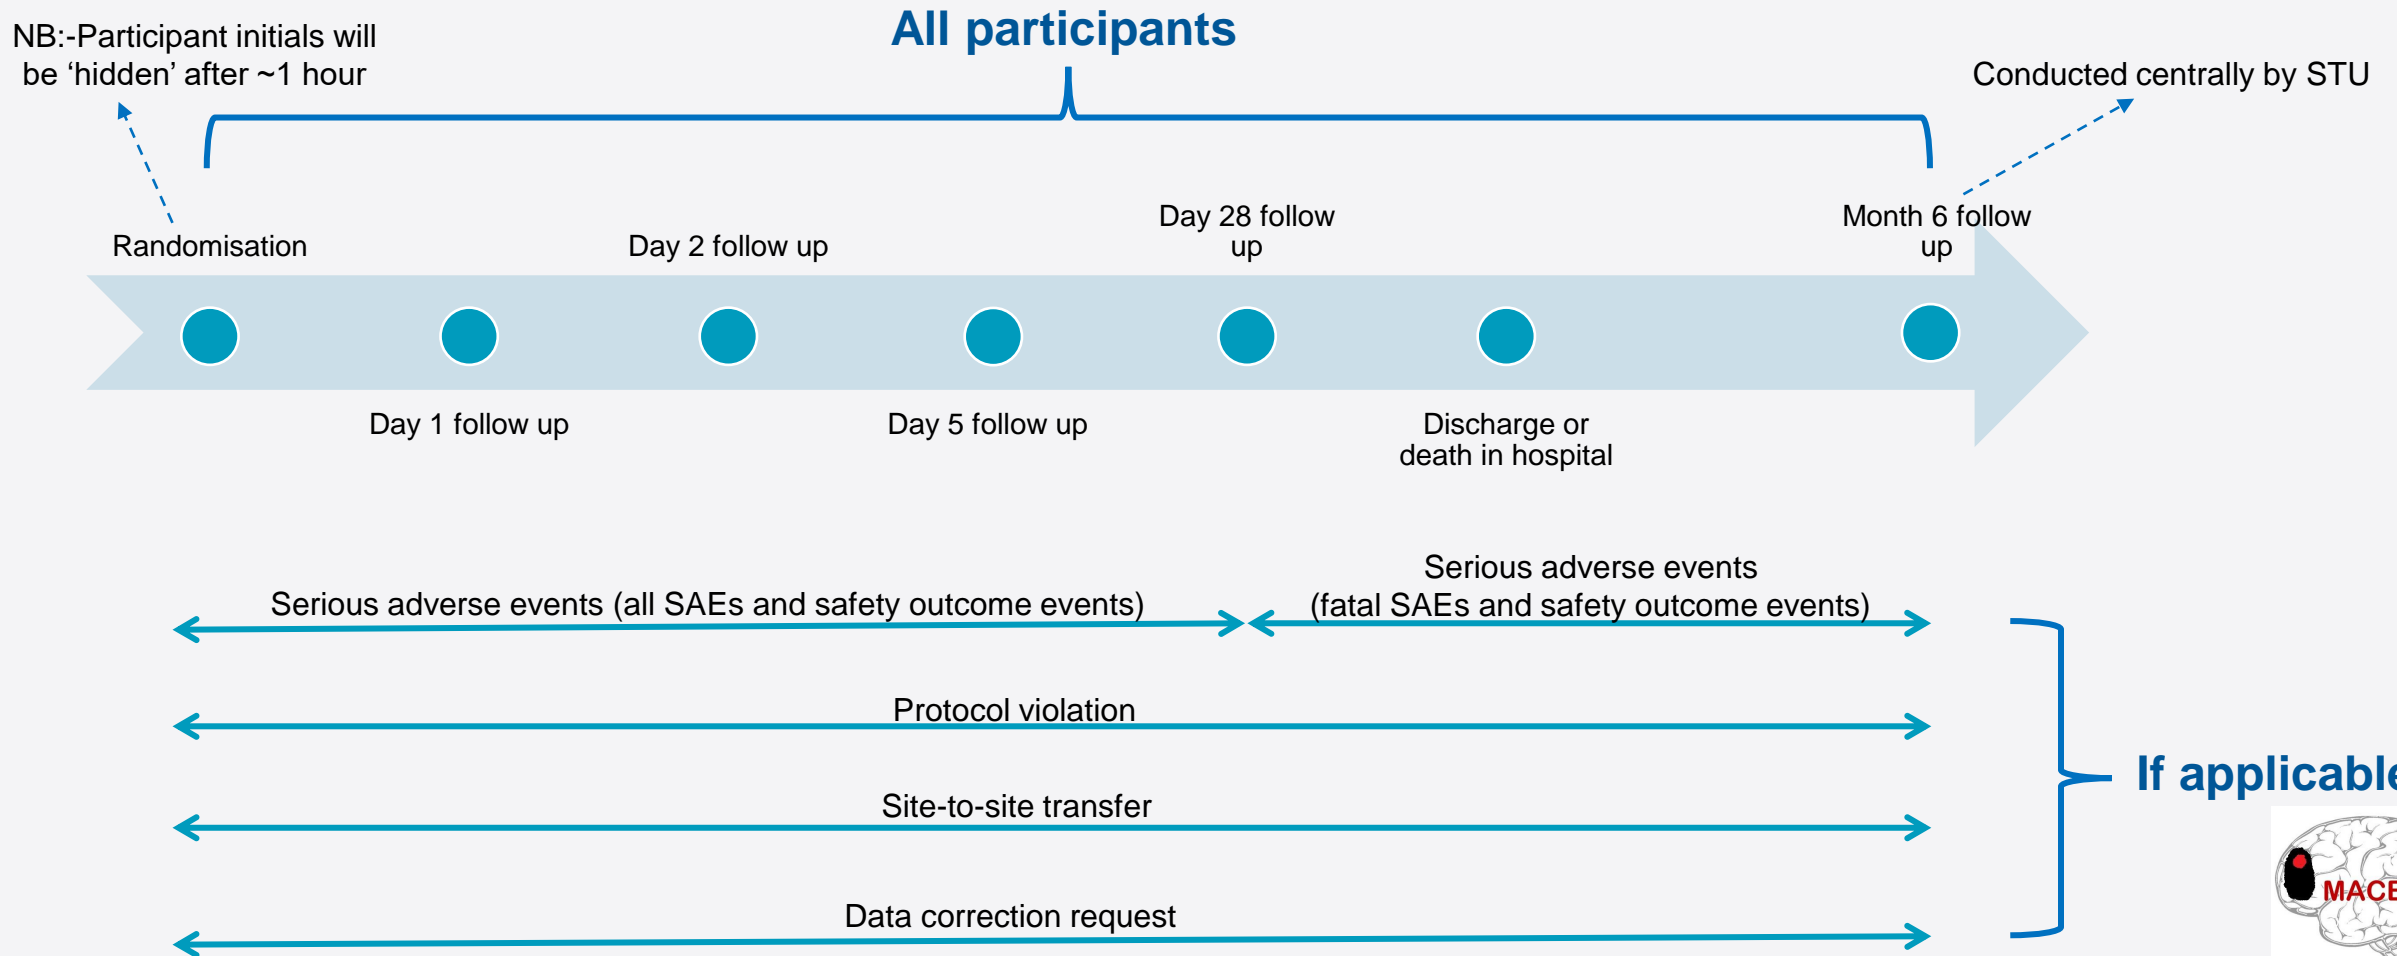 All participants
NB:-Participant initials will
be ‘hidden’ after ~1 hour
Conducted centrally by STU
Randomisation
Day 2 follow up
Day 28 follow
up
Month 6 follow
up
Day 1 follow up
Day 5 follow up
Discharge or
death in hospital
Serious adverse events (all SAEs and safety outcome events)
Serious adverse events
(fatal SAEs and safety outcome events)
Protocol violation
If applicable
Site-to-site transfer
MACE
Data correction request